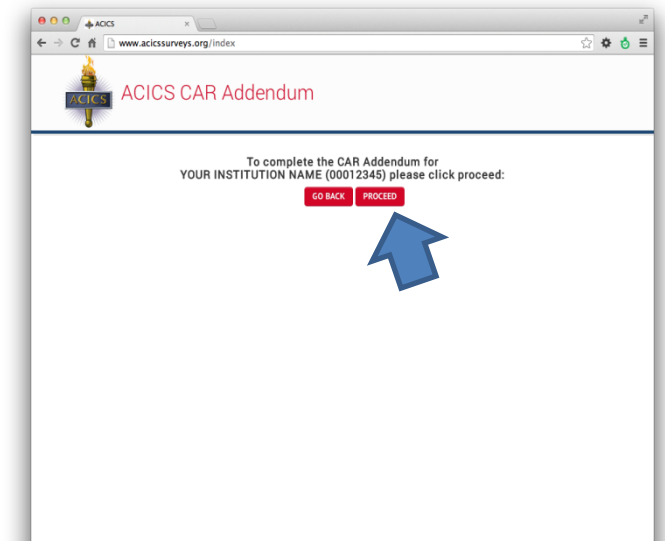 ACICS
www.acicssurveys.org/index
ACICS
ACICS CAR Addendum
To complete the CAR Addendum for
YOUR INSTITUTION NAME (00012345) please click proceed:
GO BACK PROCEED